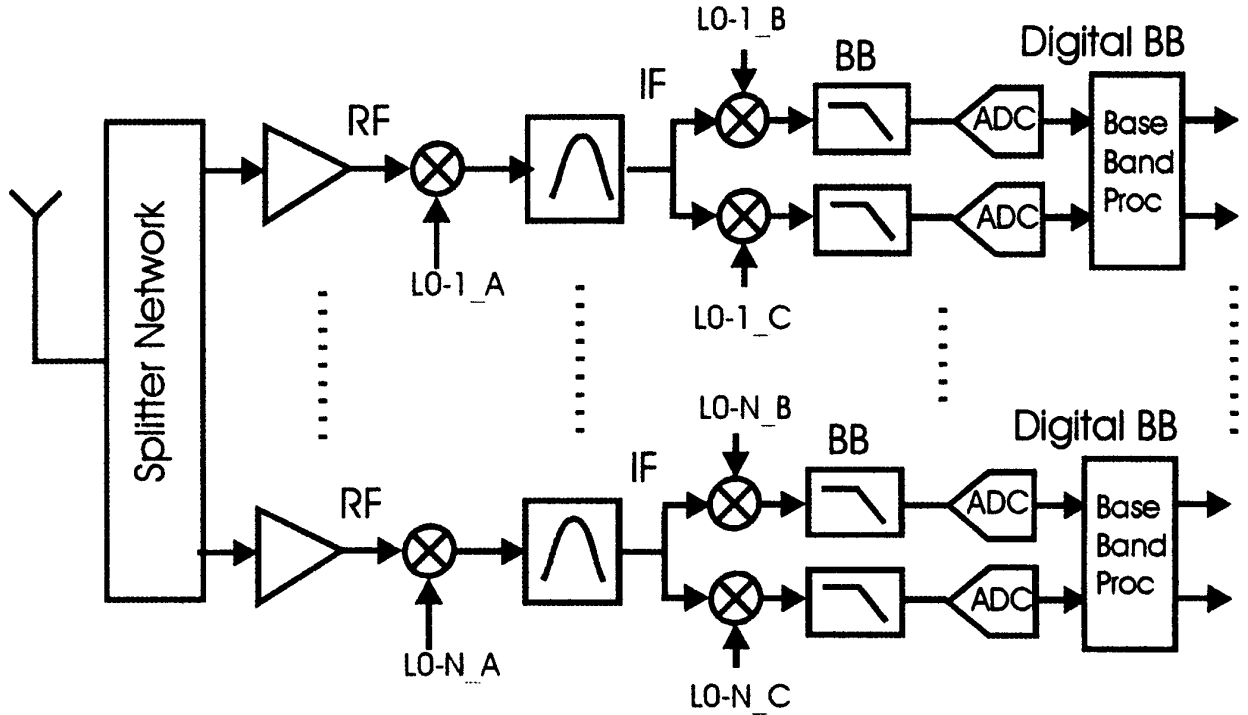 LO-1_B
Digital BB
BB
IF
RF
ADC
Base
Band
Proc
ADC
Splitter Network
LO-1_A
LO-1_C
LO-N_B
Digital BB
BB
IF
RF
ADC
Base
Band
Proc
ADC
LO-N_A
LO-N_C